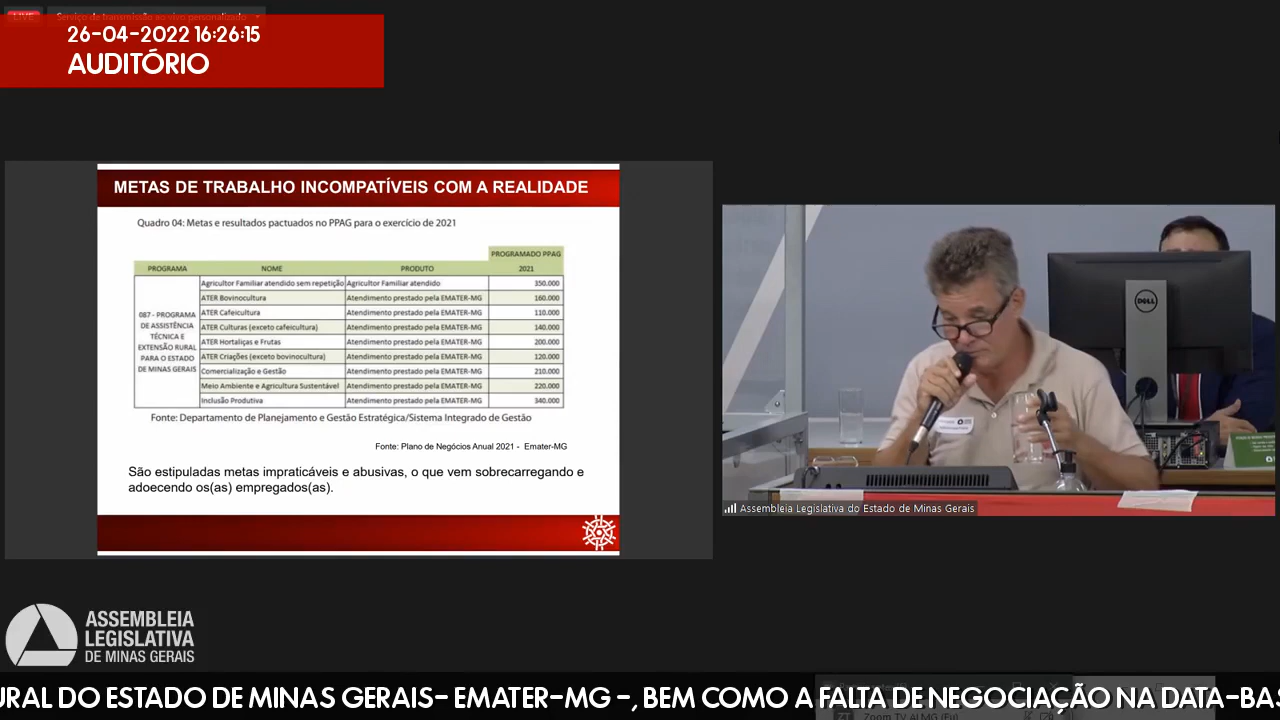 LIVE Serviço de transmissão ao vivo personalizado
26-04-2022 16:26:15
AUDITÓRIO
METAS DE TRABALHO INCOMPATÍVEIS COM A REALIDADE
Quadro 04: Metas e resultados pactuados no PPAG para o exercício de 2021
PROGRAMADO PPAG
PROGRAMA NOME PRODUTO 2021
087 - PROGRAMA
DE ASSISTÊNCIA
TÉCNICA E
EXTENSÃO RURAL
PARA O ESTADO
DE MINAS GERAIS
Agricultor Familiar atendido sem repetição Agricultor Familiar atendido 350.000
ATER Bovinocultura Atendimento prestado pela EMATER-MG 160.000
ATER Cafeicultura Atendimento prestado pela EMATER-MG 110.000
ATER Culturas (exceto cafeicultura) Atendimento prestado pela EMATER-MG 140.000
ATER Hortaliças e Frutas Atendimento prestado pela EMATER-MG 200.000
ATER Criações (exceto bovinocultura) Atendimento prestado pela EMATER-MG 120.000
Comercialização e Gestão Atendimento prestado pela EMATER-MG 210.000
Meio Ambiente e Agricultura Sustentável Atendimento prestado pela EMATER-MG 220.000
Inclusão Produtiva Atendimento prestado pela EMATER-MG 340.000
Fonte: Departamento de Planejamento e Gestão Estratégica/Sistema Integrado de Gestão
Fonte: Plano de Negócios Anual 2021 - Emater-MG
São estipuladas metas impraticáveis e abusivas, o que vem sobrecarregando e
adoecendo os(as) empregados(as).
DELL
Assembleia Legislativa do Estado de Minas Gerais
ASSEMBLEIA
LEGISLATIVA
DE MINAS GERAIS
URAL DO ESTADO DE MINAS GERAIS- EMATER-MG -, BEM COMO A FALTA DE NEGOCIAÇÃO NA DATA-BAS